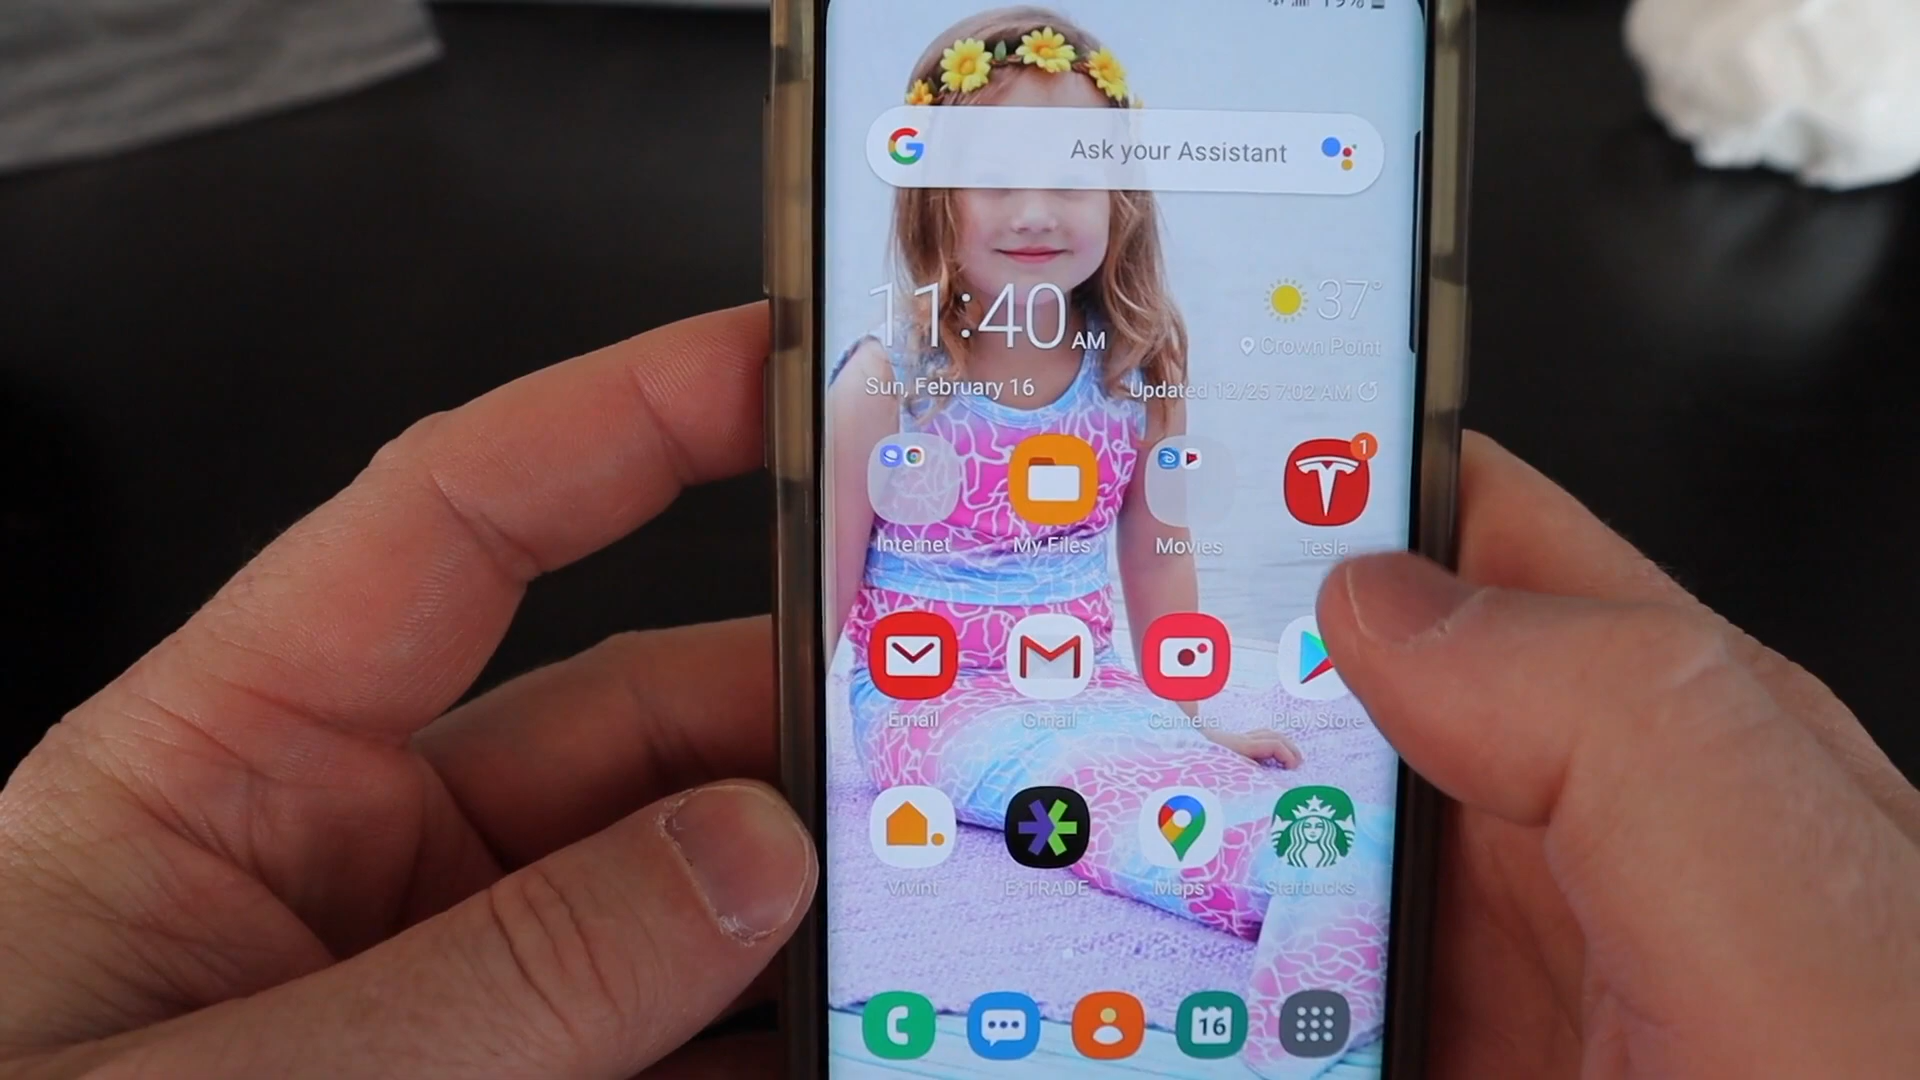 19%
Ask your Assistant
11:40 AM
37°
Crown Point
Sun, February 16
Updated 12/25 7:02 AM
1
Internet
My Files
Movies
Tesla
Email
Gmail
Camera
Play Store
Vivint
E*TRADE
Maps
Starbucks
16